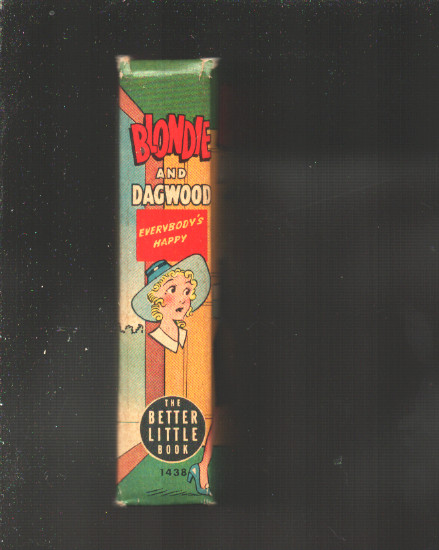 BLONDIE
AND
DAGWOOD
EVERYBODY'S
HAPPY
THE
BETTER
LITTLE
BOOK
1438